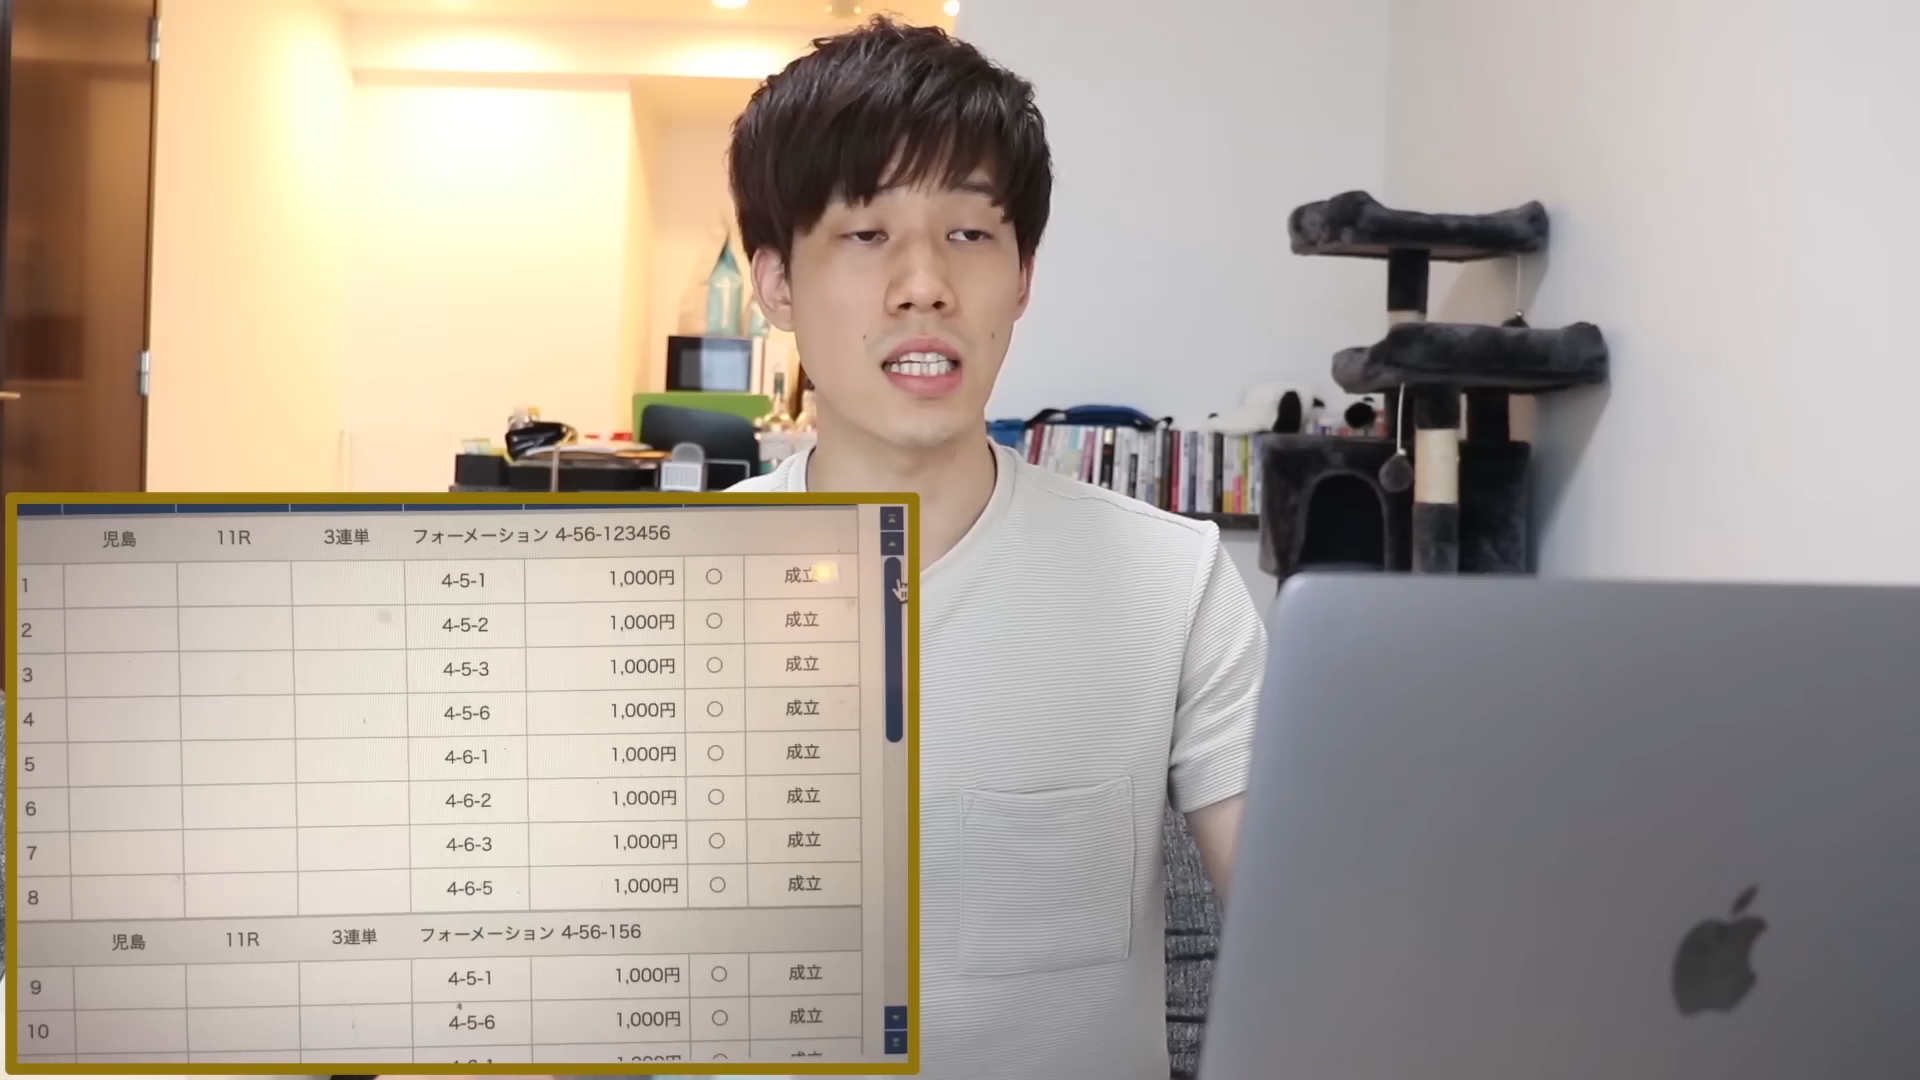 児島 11R 3連単 フォーメーション 4-56-123456
1 4-5-1 1,000円 ○ 成立
2 4-5-2 1,000円 ○ 成立
3 4-5-3 1,000円 ○ 成立
4 4-5-6 1,000円 ○ 成立
5 4-6-1 1,000円 ○ 成立
6 4-6-2 1,000円 ○ 成立
7 4-6-3 1,000円 ○ 成立
8 4-6-5 1,000円 ○ 成立
児島 11R 3連単 フォーメーション 4-56-156
9 4-5-1 1,000円 ○ 成立
10 4-5-6 1,000円 ○ 成立